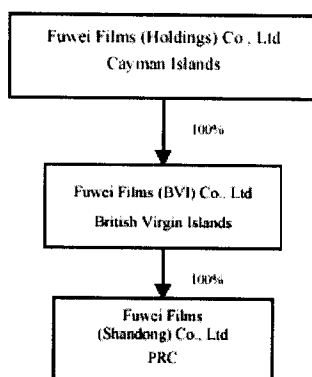 Fuwei Films (Holdings) Co., Ltd
Cayman Islands
100%
Fuwei Films (BVI) Co., Ltd
British Virgin Islands
100%
Fuwei Films
(Shandong) Co., Ltd
PRC